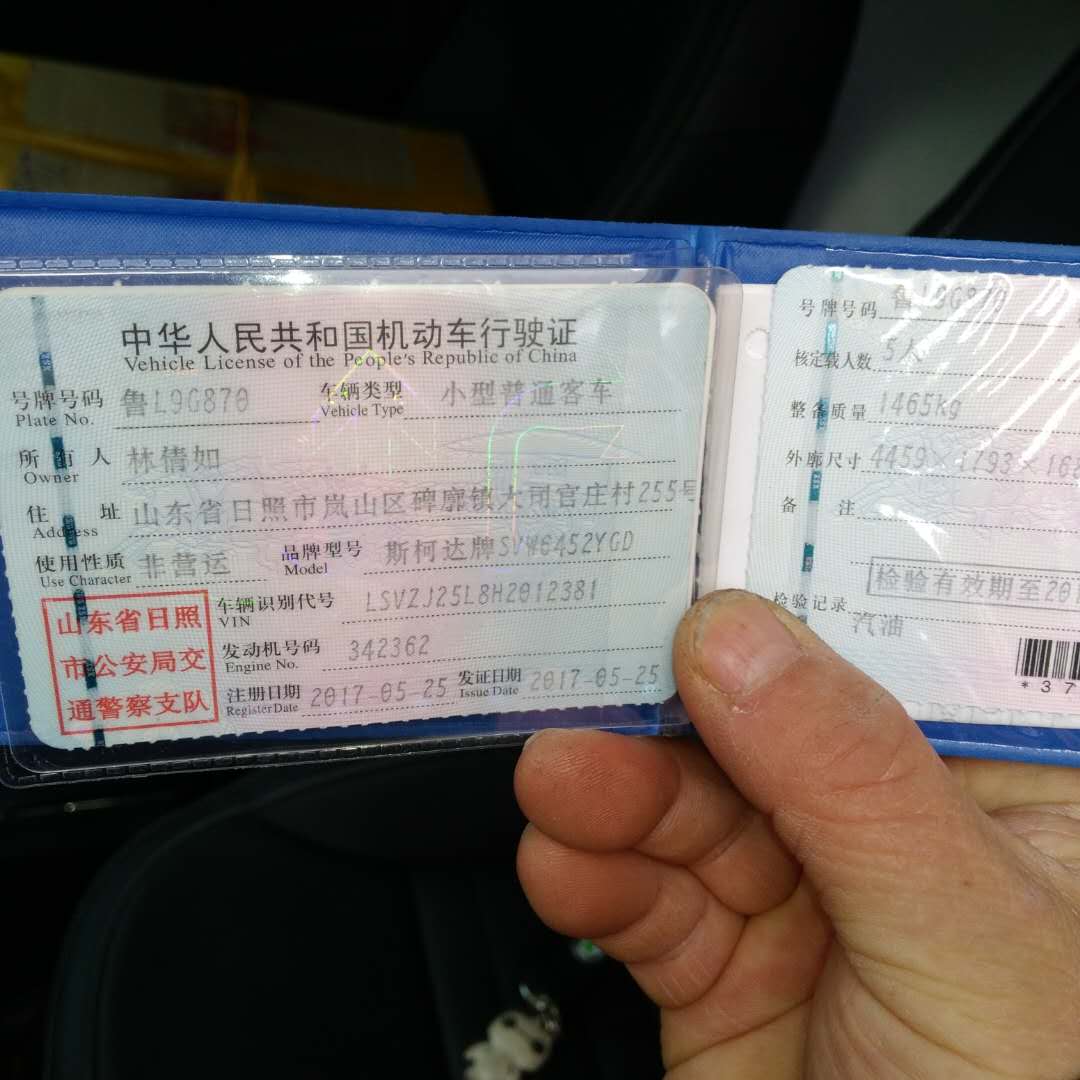 中华人民共和国机动车行驶证
Vehicle License of the People's Republic of China
号牌号码 鲁L9G870 车辆类型 小型普通客车
Plate No. Vehicle Type
所有人 林倩如
Owner
住址 山东省日照市岚山区碑廓镇大司官庄村255号
Address
使用性质 非营运 品牌型号 斯柯达牌SVW6452YGD
Use Character Model
山东省日照
市公安局交
通警察支队
车辆识别代号 LSVZJ25L8H2012381
VIN
发动机号码 342362
Engine No.
注册日期 2017-05-25 发证日期 2017-05-25
Register Date Issue Date
号牌号码 鲁L9G870
核定载人数 5人
整备质量 1465kg
外廓尺寸 4459×1793×168
备注
检验有效期至201
检验记录
汽油
*37